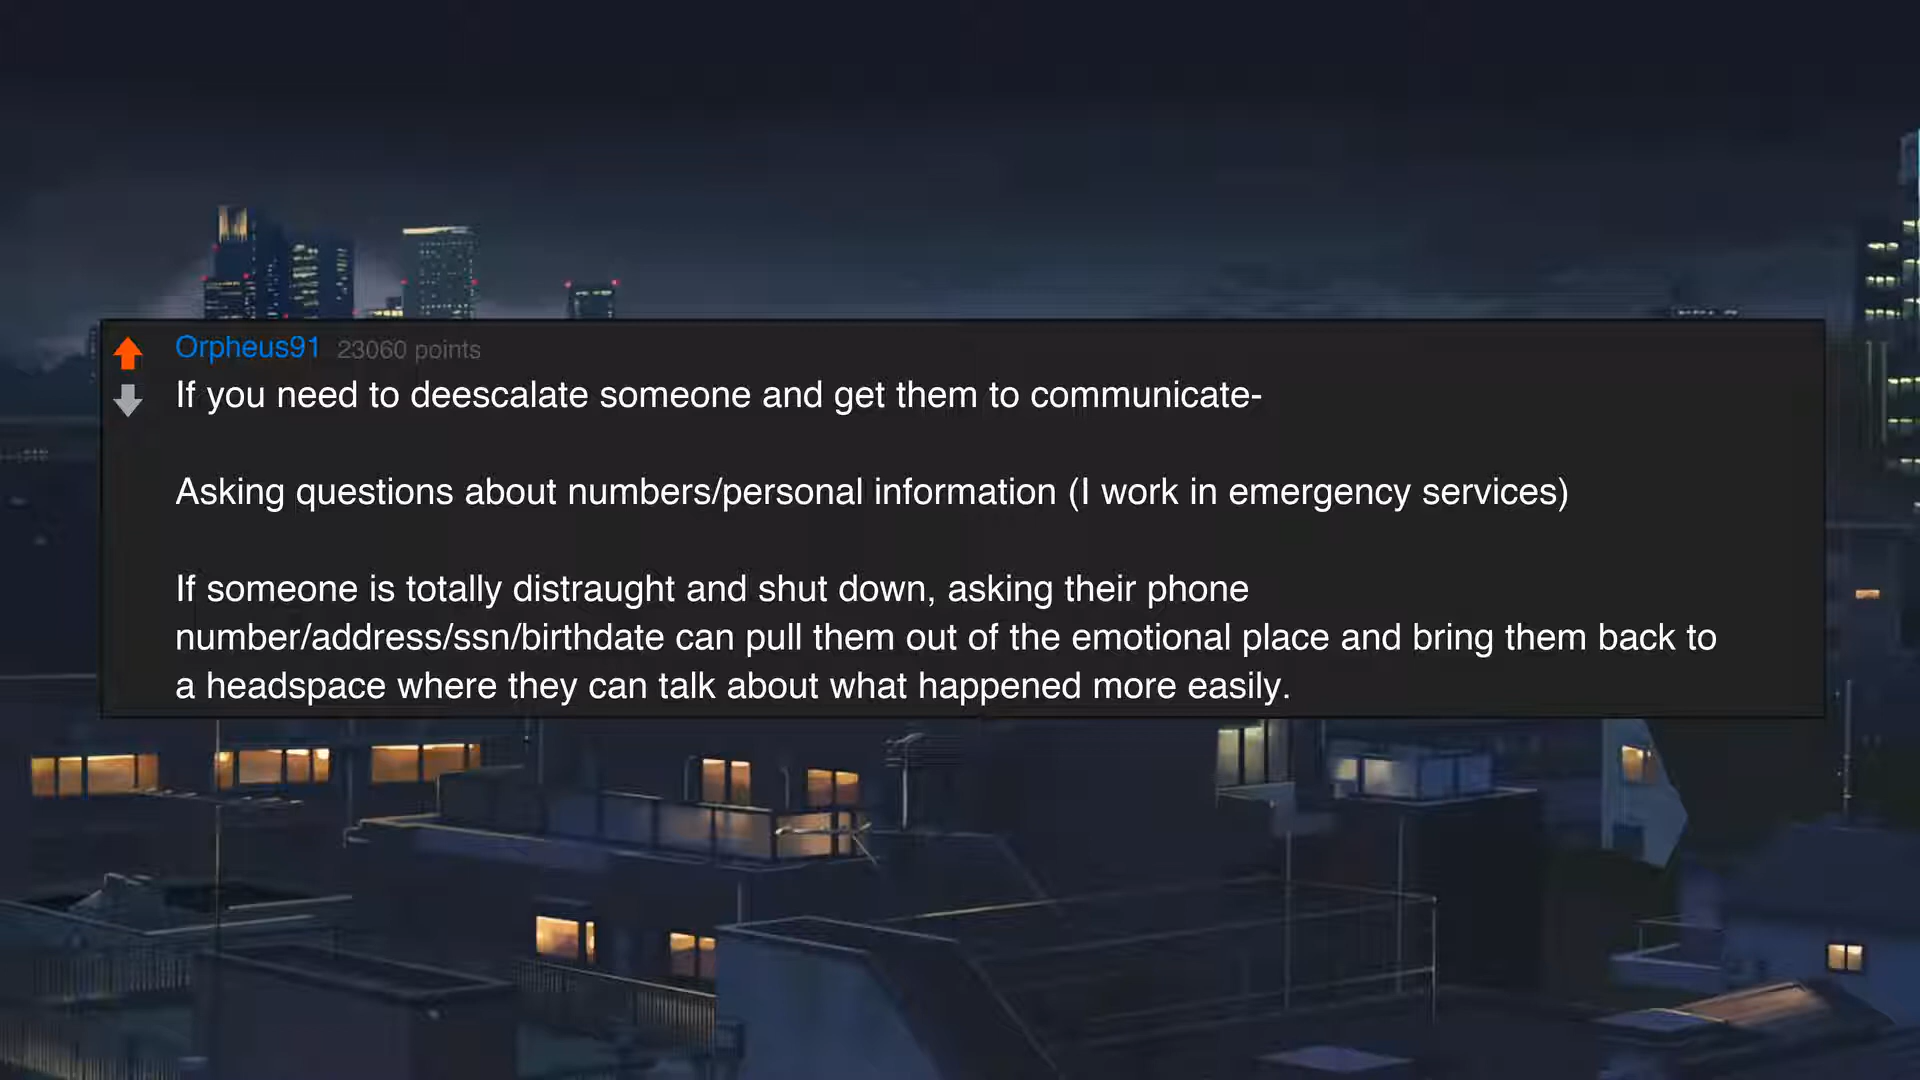 Orpheus91 23060 points
If you need to deescalate someone and get them to communicate-
Asking questions about numbers/personal information (I work in emergency services)
If someone is totally distraught and shut down, asking their phone
number/address/ssn/birthdate can pull them out of the emotional place and bring them back to
a headspace where they can talk about what happened more easily.